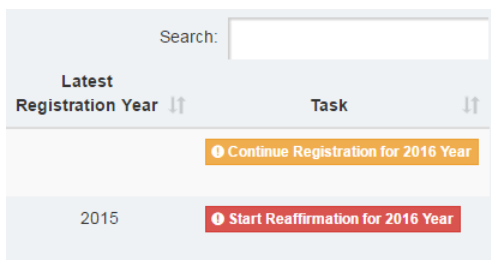 Search:
Latest
Registration Year
Task
Continue Registration for 2016 Year
2015
Start Reaffirmation for 2016 Year